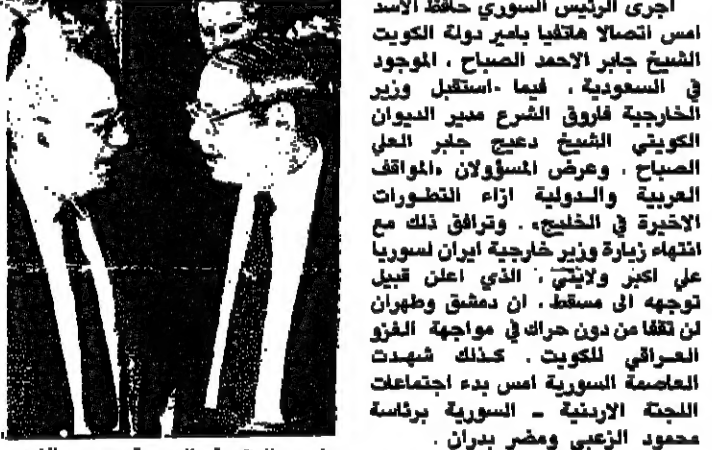 اجرى الرئيس السوري حافظ الاسد
امس اتصالا هاتفيا بامير دولة الكويت
الشيخ جابر الاحمد الصباح ، الموجود
في السعودية ، فيما استقبل وزير
الخارجية فاروق الشرع مدير الديوان
الكويتي الشيخ دعيج جابر العلي
الصباح ، وعرض المسؤولان «المواقف
العربية والدولية ازاء التطورات
الاخيرة في الخليج» . وترافق ذلك مع
انتهاء زيارة وزير خارجية ايران لسوريا
علي اكبر ولايتي ، الذي اعلن قبيل
توجهه الى مسقط ، ان دمشق وطهران
لن تقفا من دون حراك في مواجهة الغزو
العراقي للكويت . كذلك شهدت
العاصمة السورية امس بدء اجتماعات
اللجنة الاردنية ــ السورية برئاسة
محمود الزعبي ومضر بدران .